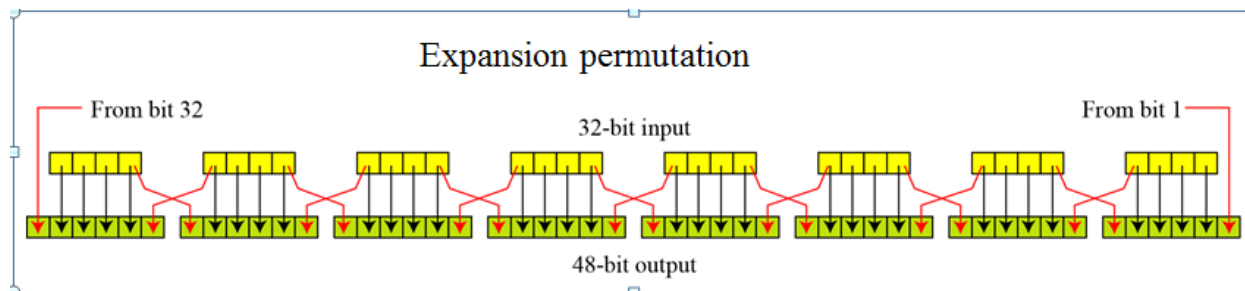 Expansion permutation
From bit 32
From bit 1
32-bit input
48-bit output